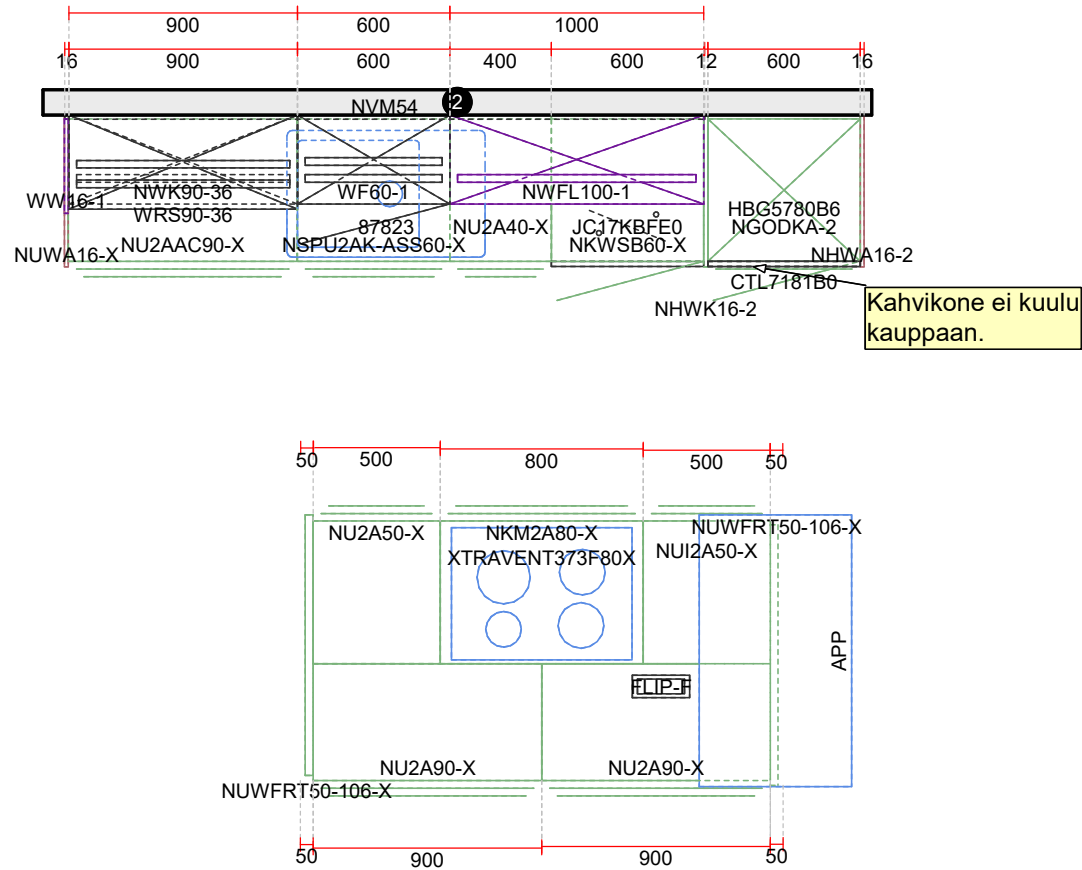 900 600 1000
16 900 600 400 600 12 600 16
NVM54 2
NWK90-36 WF60-1 NWFL100-1
WW16-1
WRS90-36 HBG5780B6
87823 NU2A40-X JC17KBFE0 NGODKA-2
NUWA16-X NU2AAC90-X NSPU2AK-ASS60-X NKWSB60-X NHWA16-2
CTL7181B0
NHWK16-2
Kahvikone ei kuulu
kauppaan.
50 500 800 500 50
NU2A50-X NKM2A80-X NUWFRT50-106-X
XTRAVENT373F80X NUI2A50-X
APP
FLIP-F
NU2A90-X NU2A90-X
NUWFRT50-106-X
50 900 900 50